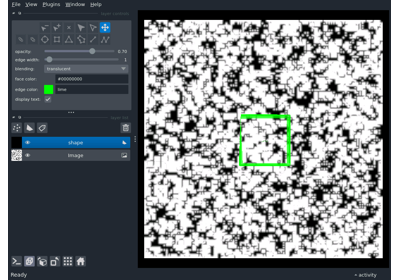 File View Plugins Window Help
opacity: 0.70
edge width: 1
blending: translucent
face color: #00000000
edge color: lime
display text:
shape
image
activity